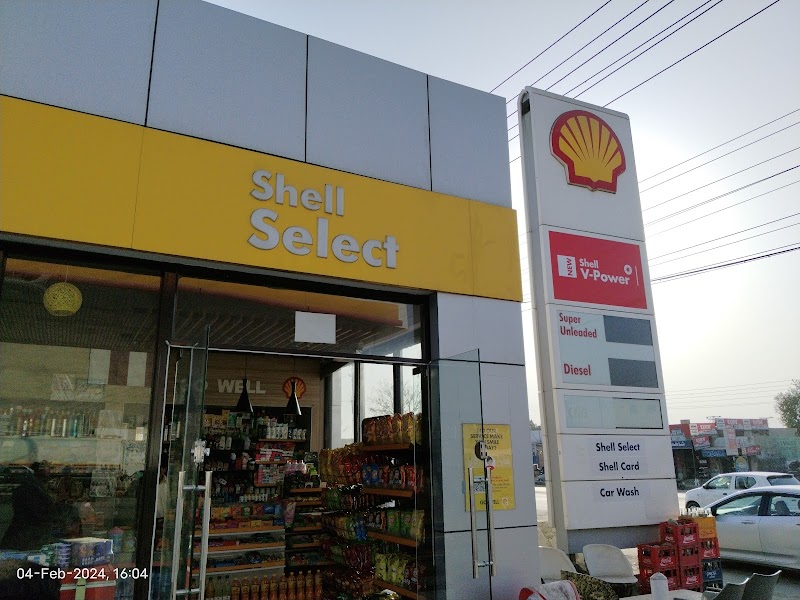 Shell
Select
NEW
Shell
V-Power
Super
Unleaded
Diesel
Shell Select
Shell Card
Car Wash
WELL
04-Feb-2024, 16:04